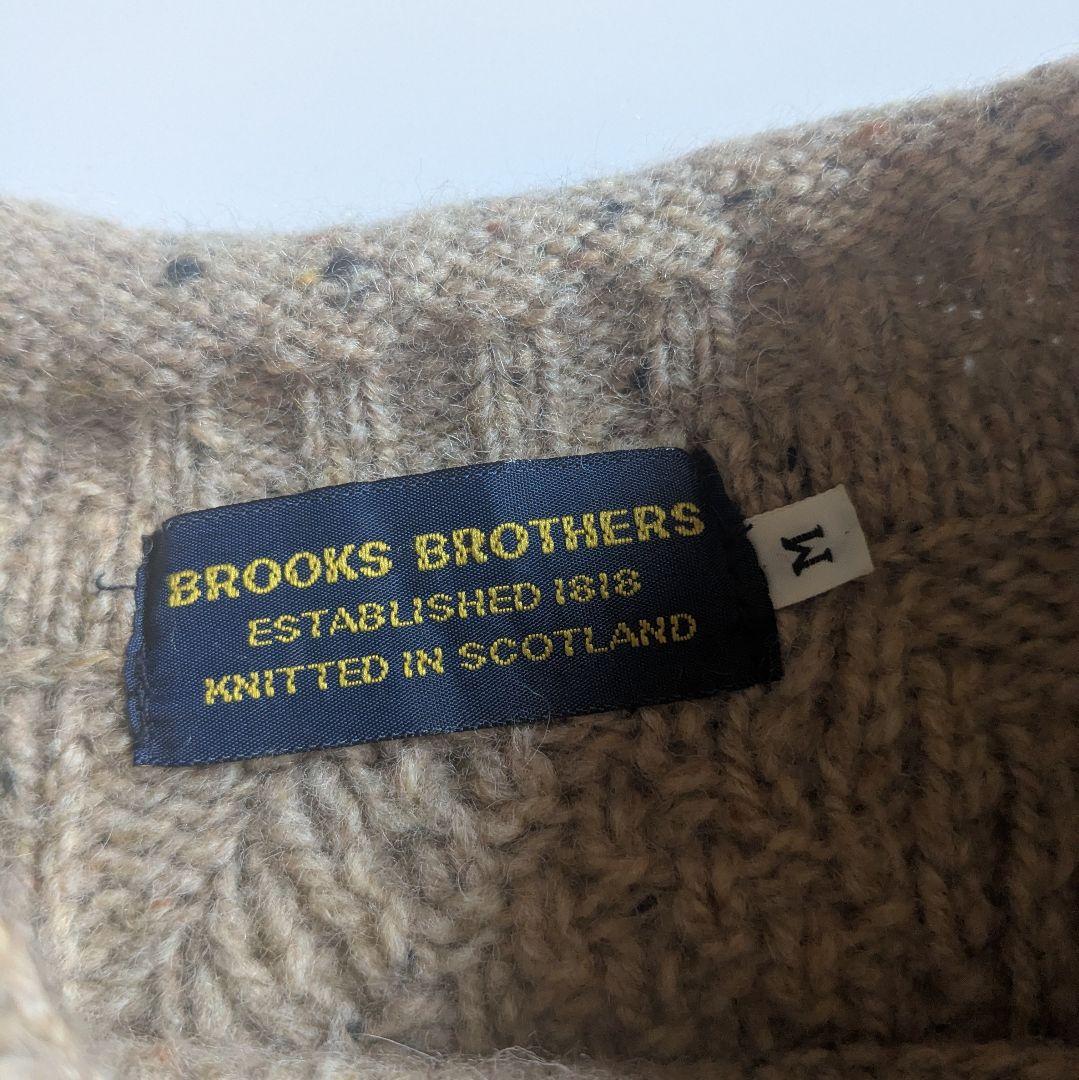 BROOKS BROTHERS
ESTABLISHED 1818
KNITTED IN SCOTLAND
M